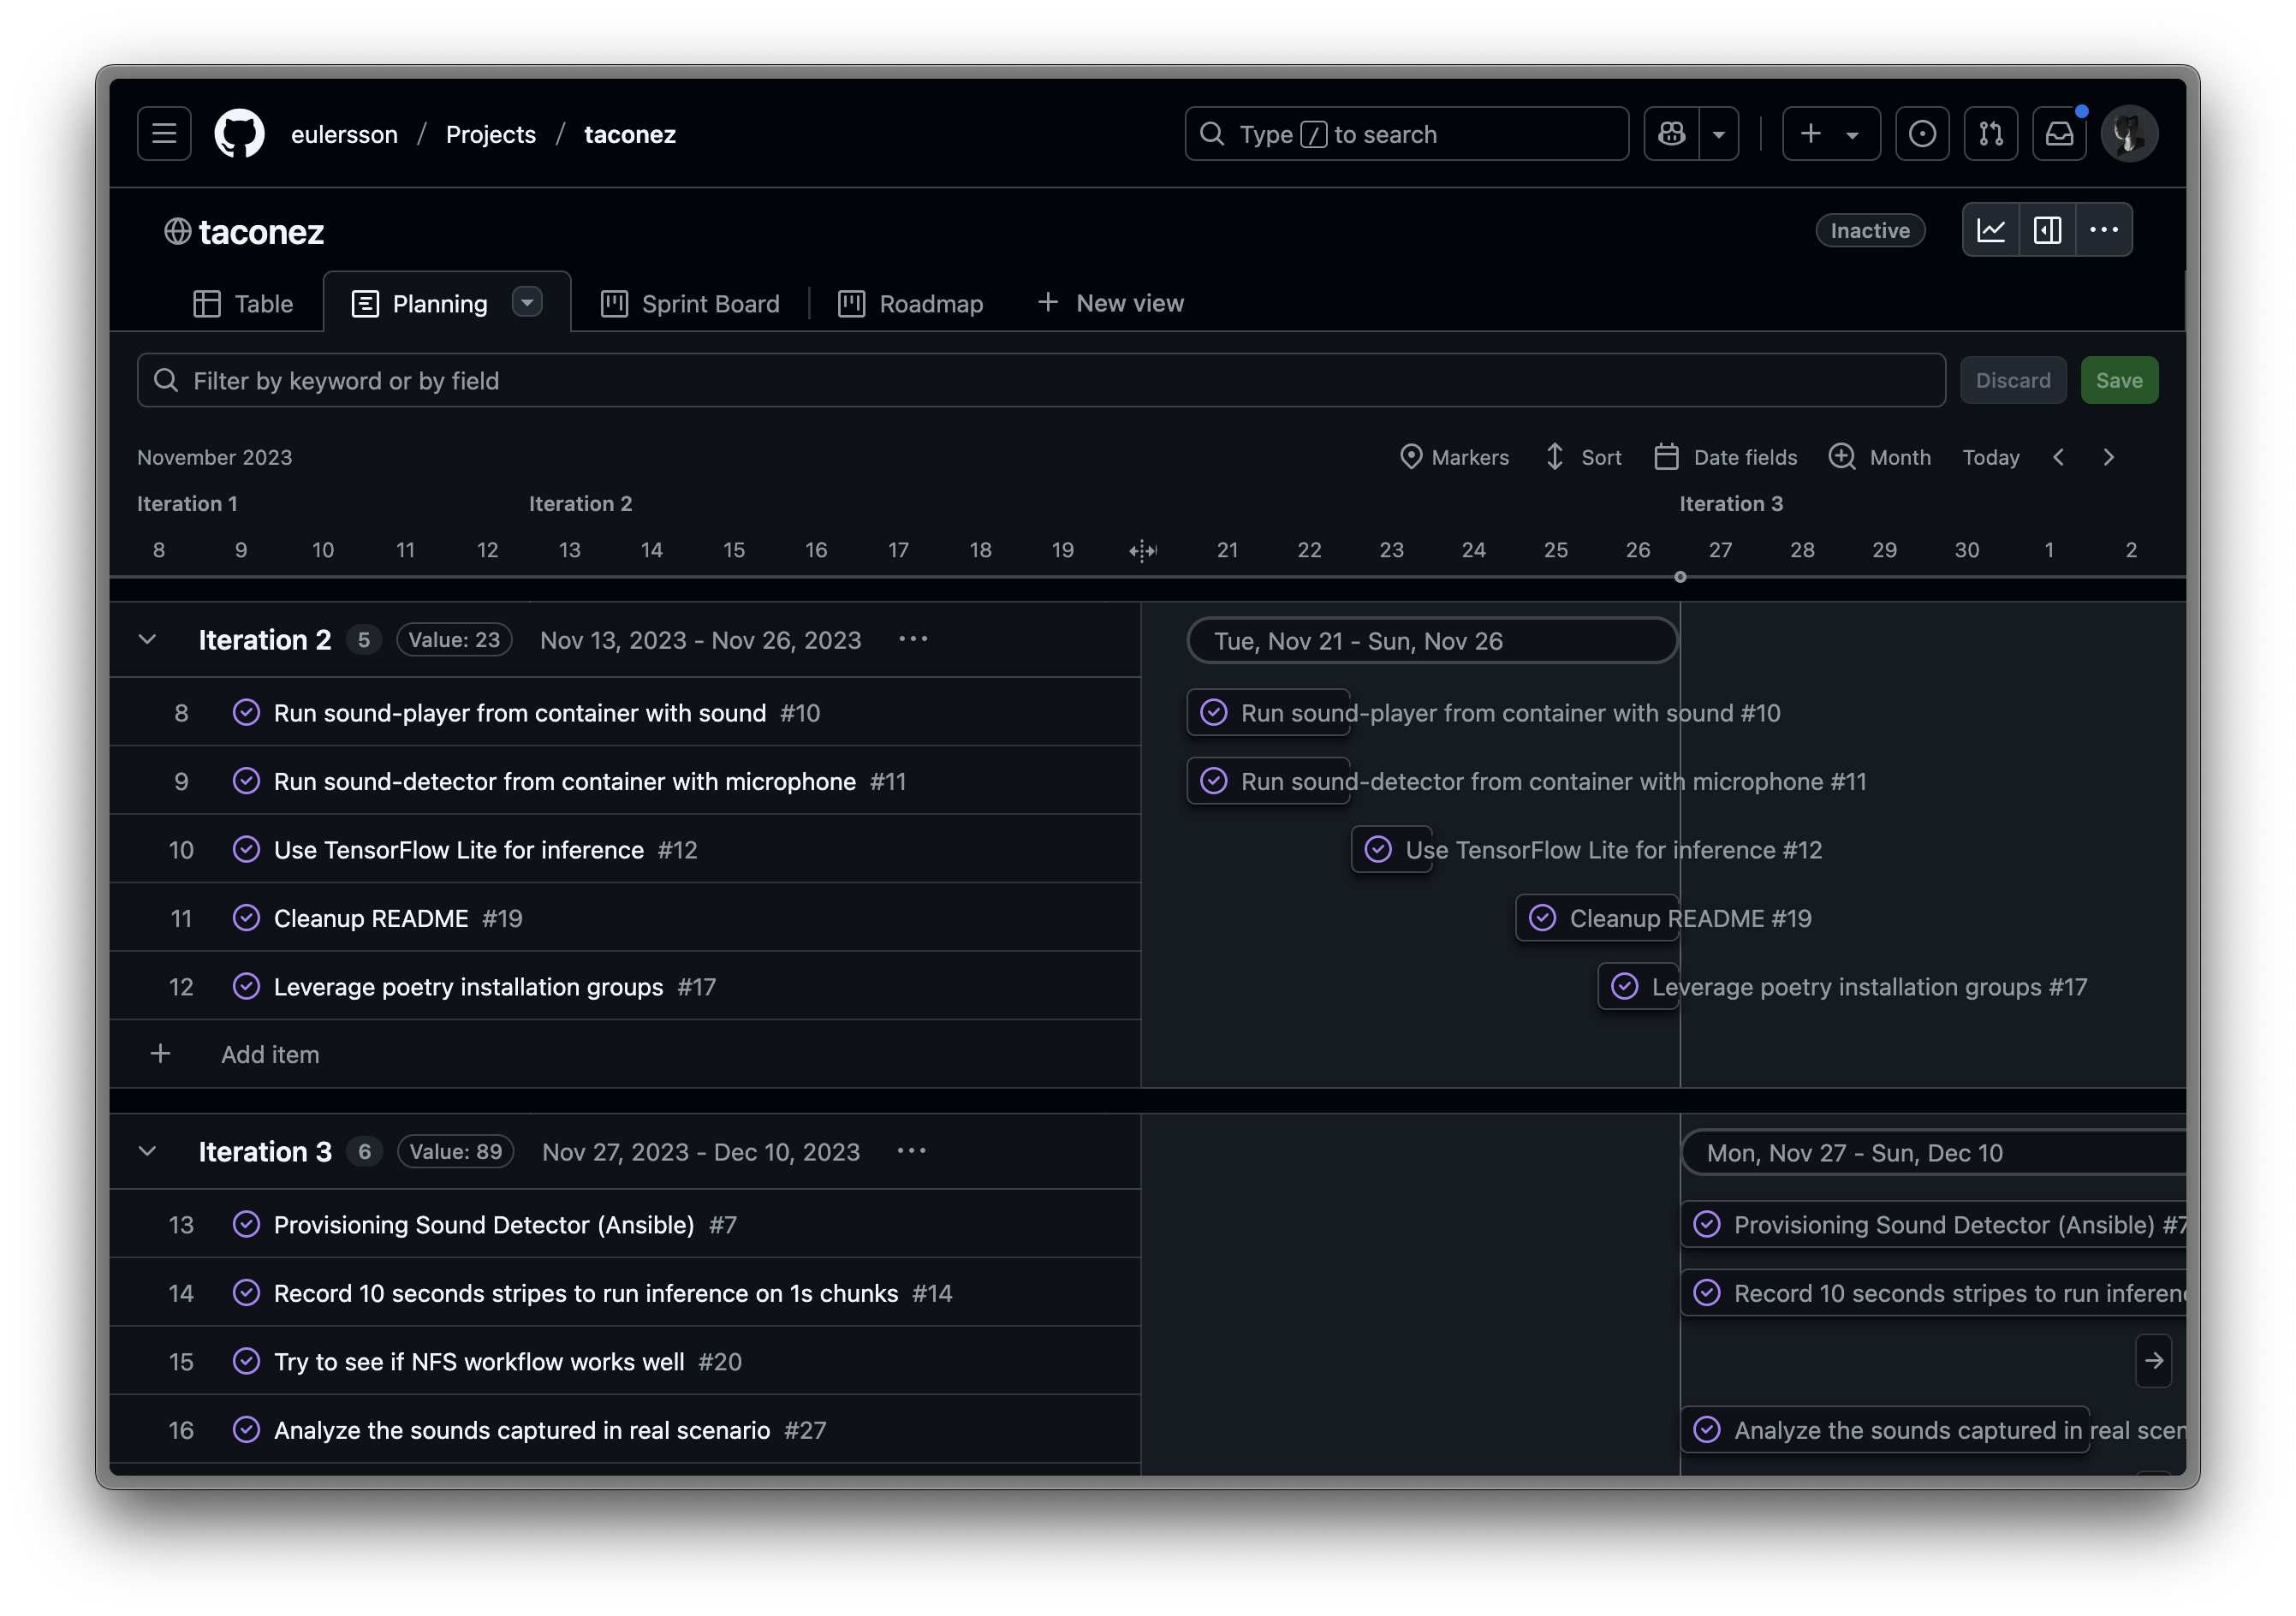 eulersson / Projects / taconez
Type / to search
taconez
Inactive
Table
Planning
Sprint Board
Roadmap
New view
Filter by keyword or by field
Discard
Save
November 2023
Markers
Sort
Date fields
Month
Today
Iteration 1
Iteration 2
Iteration 3
8 9 10 11 12 13 14 15 16 17 18 19 21 22 23 24 25 26 27 28 29 30 1 2
Iteration 2 5 Value: 23 Nov 13, 2023 - Nov 26, 2023 ···
Tue, Nov 21 - Sun, Nov 26
8 Run sound-player from container with sound #10
Run sound-player from container with sound #10
9 Run sound-detector from container with microphone #11
Run sound-detector from container with microphone #11
10 Use TensorFlow Lite for inference #12
Use TensorFlow Lite for inference #12
11 Cleanup README #19
Cleanup README #19
12 Leverage poetry installation groups #17
Leverage poetry installation groups #17
Add item
Iteration 3 6 Value: 89 Nov 27, 2023 - Dec 10, 2023 ···
Mon, Nov 27 - Sun, Dec 10
13 Provisioning Sound Detector (Ansible) #7
Provisioning Sound Detector (Ansible) #7
14 Record 10 seconds stripes to run inference on 1s chunks #14
Record 10 seconds stripes to run inferen
15 Try to see if NFS workflow works well #20
16 Analyze the sounds captured in real scenario #27
Analyze the sounds captured in real scen